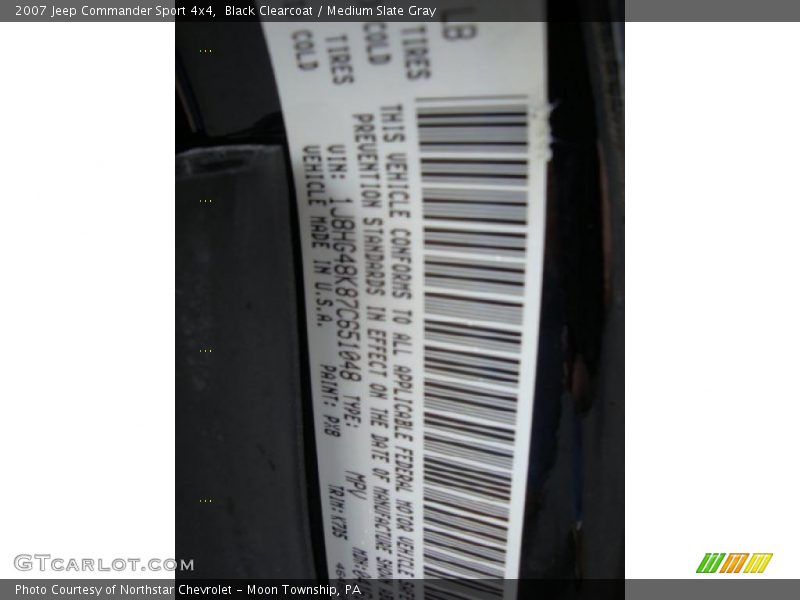 2007 Jeep Commander Sport 4x4,  Black Clearcoat / Medium Slate Gray
LB
TIRES COLD
TIRES COLD
THIS VEHICLE CONFORMS TO ALL APPLICABLE FEDERAL MOTOR VEHICLE
PREVENTION STANDARDS IN EFFECT ON THE DATE OF MANUFACTURE
VIN: 1J8HG48K87C651048 TYPE: MPV
VEHICLE MADE IN U.S.A. PAINT: PX8 TRIM:
GTCARLOT.COM
Photo Courtesy of Northstar Chevrolet – Moon Township, PA